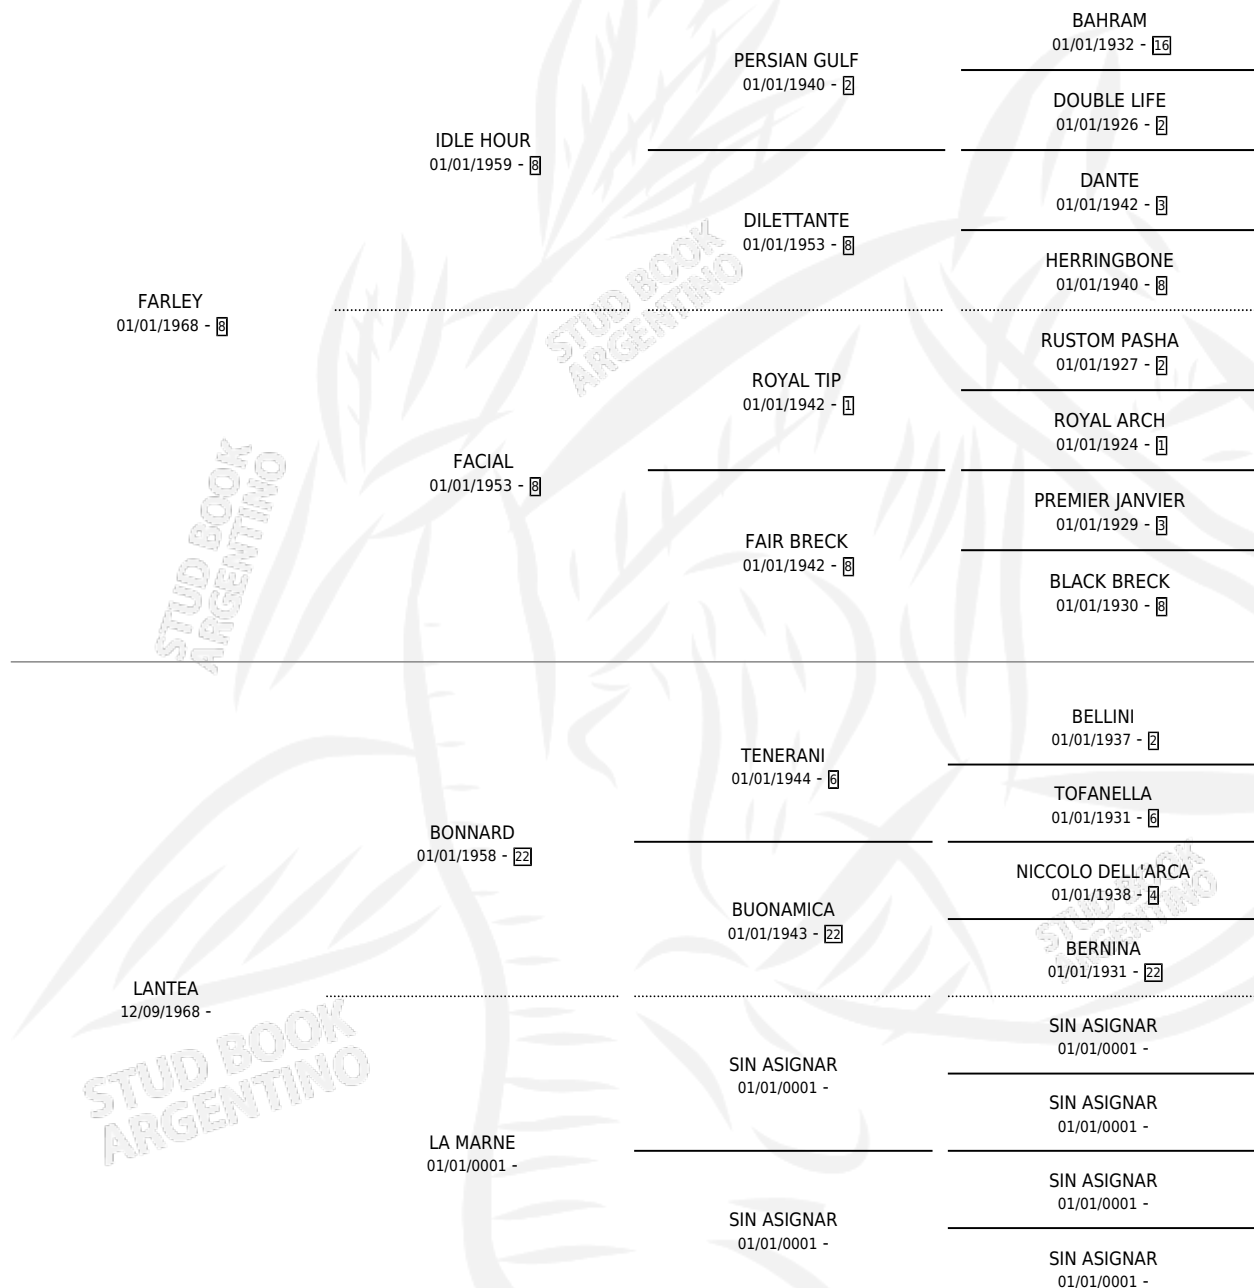 BAHRAM
01/01/1932 - 16
PERSIAN GULF
01/01/1940 - 2
DOUBLE LIFE
01/01/1926 - 2
IDLE HOUR
01/01/1959 - 8
DANTE
01/01/1942 - 3
DILETTANTE
01/01/1953 - 8
HERRINGBONE
01/01/1940 - 8
FARLEY
01/01/1968 - 8
STUD BOOK
ARGENTINO
RUSTOM PASHA
01/01/1927 - 2
ROYAL TIP
01/01/1942 - 1
ROYAL ARCH
01/01/1924 - 1
FACIAL
01/01/1953 - 8
PREMIER JANVIER
01/01/1929 - 3
FAIR BRECK
01/01/1942 - 8
BLACK BRECK
01/01/1930 - 8
STUD BOOK
ARGENTINO
BELLINI
01/01/1937 - 2
TENERANI
01/01/1944 - 6
TOFANELLA
01/01/1931 - 6
BONNARD
01/01/1958 - 22
NICCOLO DELL'ARCA
01/01/1938 - 4
BUONAMICA
01/01/1943 - 22
BERNINA
01/01/1931 - 22
STUD BOOK
ARGENTINO
LANTEA
12/09/1968 -
SIN ASIGNAR
01/01/0001 -
SIN ASIGNAR
01/01/0001 -
SIN ASIGNAR
01/01/0001 -
STUD BOOK
ARGENTINO
LA MARNE
01/01/0001 -
SIN ASIGNAR
01/01/0001 -
SIN ASIGNAR
01/01/0001 -
SIN ASIGNAR
01/01/0001 -